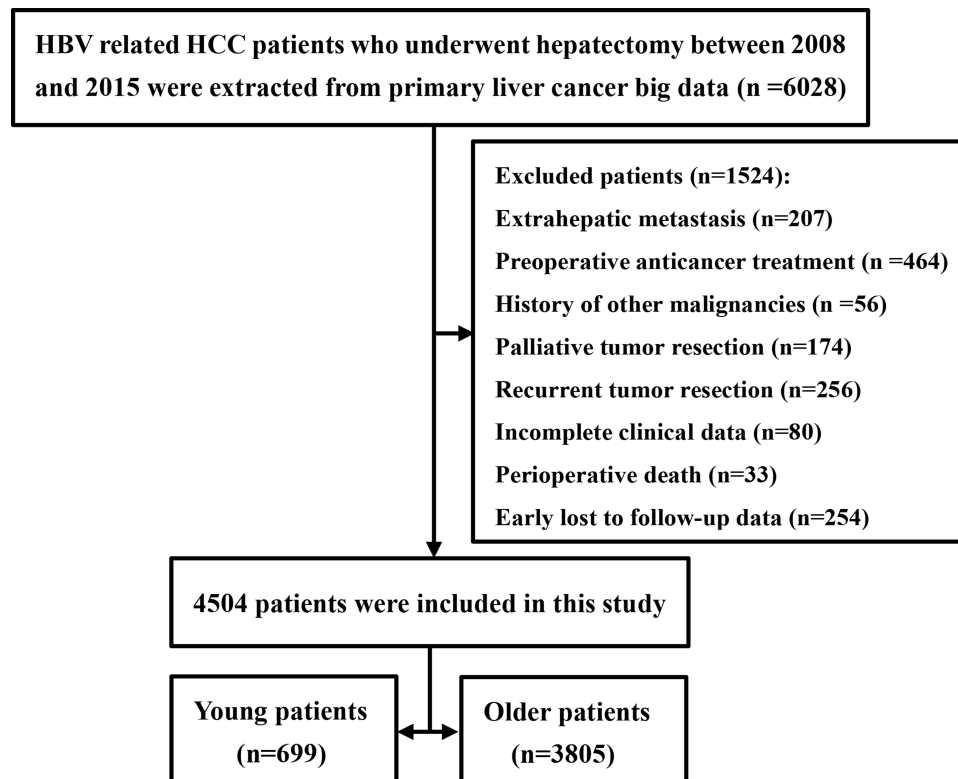 HBV related HCC patients who underwent hepatectomy between 2008
and 2015 were extracted from primary liver cancer big data (n =6028)
Excluded patients (n=1524):
Extrahepatic metastasis (n=207)
Preoperative anticancer treatment (n =464)
History of other malignancies (n =56)
Palliative tumor resection (n=174)
Recurrent tumor resection (n=256)
Incomplete clinical data (n=80)
Perioperative death (n=33)
Early lost to follow-up data (n=254)
4504 patients were included in this study
Young patients
(n=699)
Older patients
(n=3805)